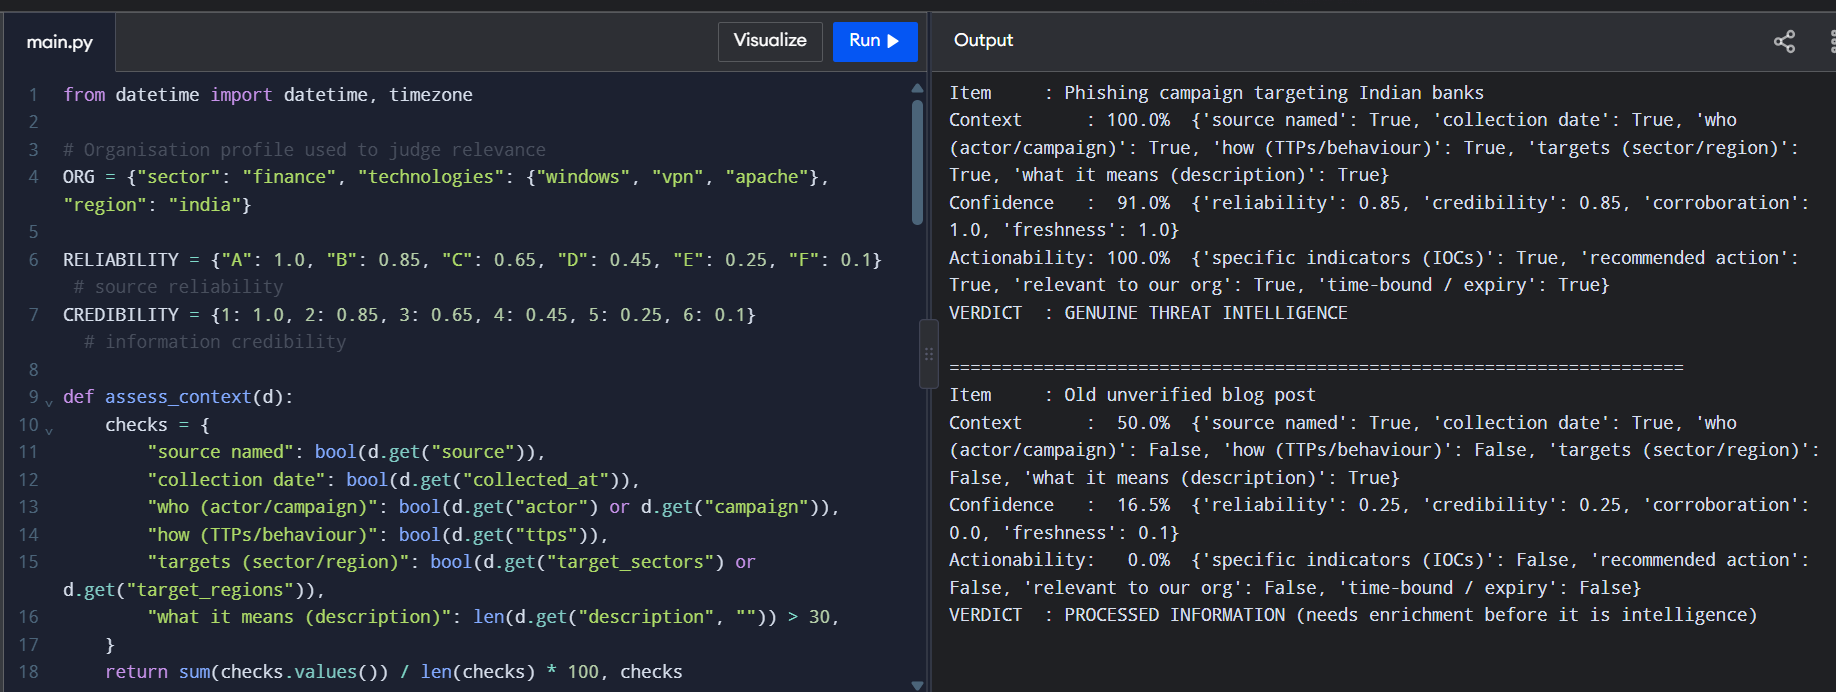 main.py
Visualize
Run
Output
1 from datetime import datetime, timezone
2
3 # Organisation profile used to judge relevance
4 ORG = {"sector": "finance", "technologies": {"windows", "vpn", "apache"},
"region": "india"}
5
6 RELIABILITY = {"A": 1.0, "B": 0.85, "C": 0.65, "D": 0.45, "E": 0.25, "F": 0.1}
# source reliability
7 CREDIBILITY = {1: 1.0, 2: 0.85, 3: 0.65, 4: 0.45, 5: 0.25, 6: 0.1}
# information credibility
8
9 def assess_context(d):
10 checks = {
11 "source named": bool(d.get("source")),
12 "collection date": bool(d.get("collected_at")),
13 "who (actor/campaign)": bool(d.get("actor") or d.get("campaign")),
14 "how (TTPs/behaviour)": bool(d.get("ttps")),
15 "targets (sector/region)": bool(d.get("target_sectors") or
d.get("target_regions")),
16 "what it means (description)": len(d.get("description", "")) > 30,
17 }
18 return sum(checks.values()) / len(checks) * 100, checks
Item : Phishing campaign targeting Indian banks
Context : 100.0% {'source named': True, 'collection date': True, 'who
(actor/campaign)': True, 'how (TTPs/behaviour)': True, 'targets (sector/region)':
True, 'what it means (description)': True}
Confidence : 91.0% {'reliability': 0.85, 'credibility': 0.85, 'corroboration':
1.0, 'freshness': 1.0}
Actionability: 100.0% {'specific indicators (IOCs)': True, 'recommended action':
True, 'relevant to our org': True, 'time-bound / expiry': True}
VERDICT : GENUINE THREAT INTELLIGENCE
======================================================================
Item : Old unverified blog post
Context : 50.0% {'source named': True, 'collection date': True, 'who
(actor/campaign)': False, 'how (TTPs/behaviour)': False, 'targets (sector/region)':
False, 'what it means (description)': True}
Confidence : 16.5% {'reliability': 0.25, 'credibility': 0.25, 'corroboration':
0.0, 'freshness': 0.1}
Actionability: 0.0% {'specific indicators (IOCs)': False, 'recommended action':
False, 'relevant to our org': False, 'time-bound / expiry': False}
VERDICT : PROCESSED INFORMATION (needs enrichment before it is intelligence)